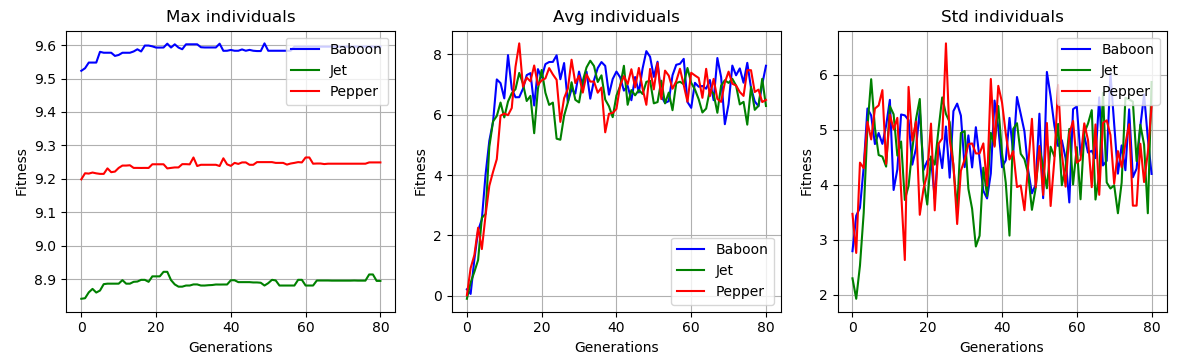 Max individuals
Fitness
9.6
9.5
9.4
9.3
9.2
9.1
9.0
8.9
0 20 40 60 80
Generations
Baboon
Jet
Pepper
Avg individuals
Fitness
8
6
4
2
0
0 20 40 60 80
Generations
Baboon
Jet
Pepper
Std individuals
Fitness
6
5
4
3
2
0 20 40 60 80
Generations
Baboon
Jet
Pepper